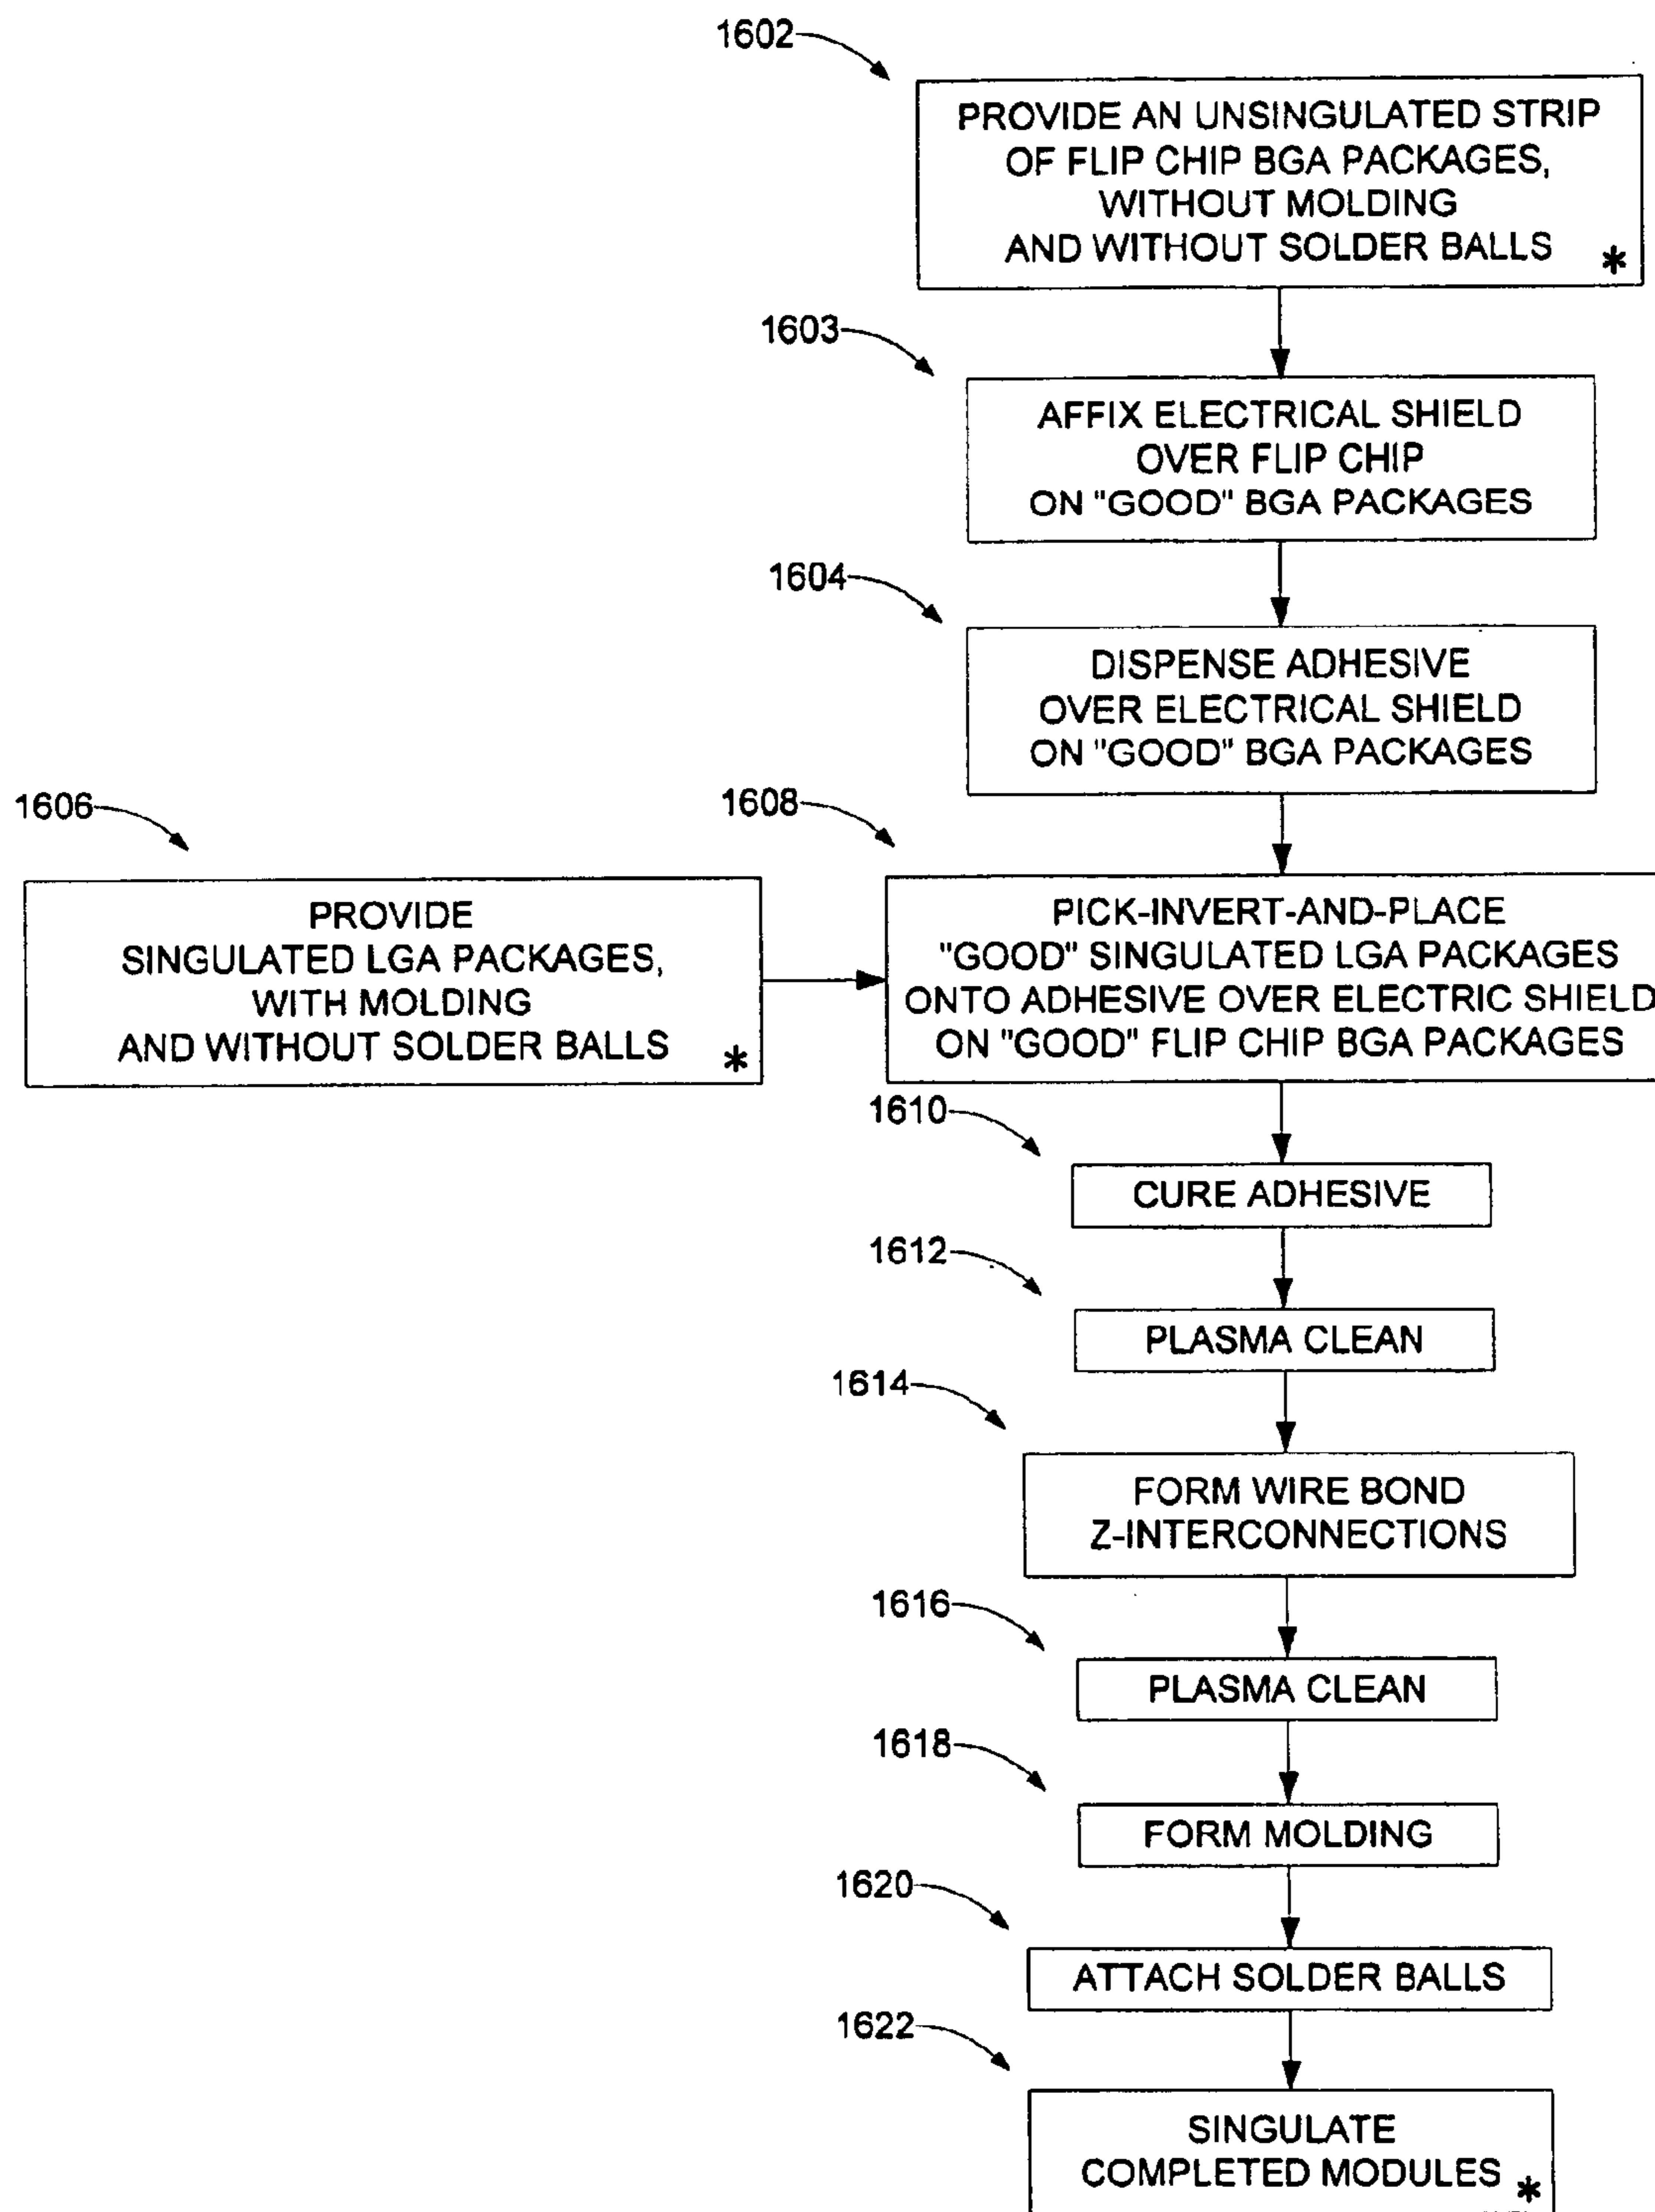 1602
PROVIDE AN UNSINGULATED STRIP
OF FLIP CHIP BGA PACKAGES,
WITHOUT MOLDING
AND WITHOUT SOLDER BALLS *
1603
AFFIX ELECTRICAL SHIELD
OVER FLIP CHIP
ON "GOOD" BGA PACKAGES
1604
DISPENSE ADHESIVE
OVER ELECTRICAL SHIELD
ON "GOOD" BGA PACKAGES
1606
PROVIDE
SINGULATED LGA PACKAGES,
WITH MOLDING
AND WITHOUT SOLDER BALLS *
1608
PICK-INVERT-AND-PLACE
"GOOD" SINGULATED LGA PACKAGES
ONTO ADHESIVE OVER ELECTRIC SHIELD
ON "GOOD" FLIP CHIP BGA PACKAGES
1610
CURE ADHESIVE
1612
PLASMA CLEAN
1614
FORM WIRE BOND
Z-INTERCONNECTIONS
1616
PLASMA CLEAN
1618
FORM MOLDING
1620
ATTACH SOLDER BALLS
1622
SINGULATE
COMPLETED MODULES *